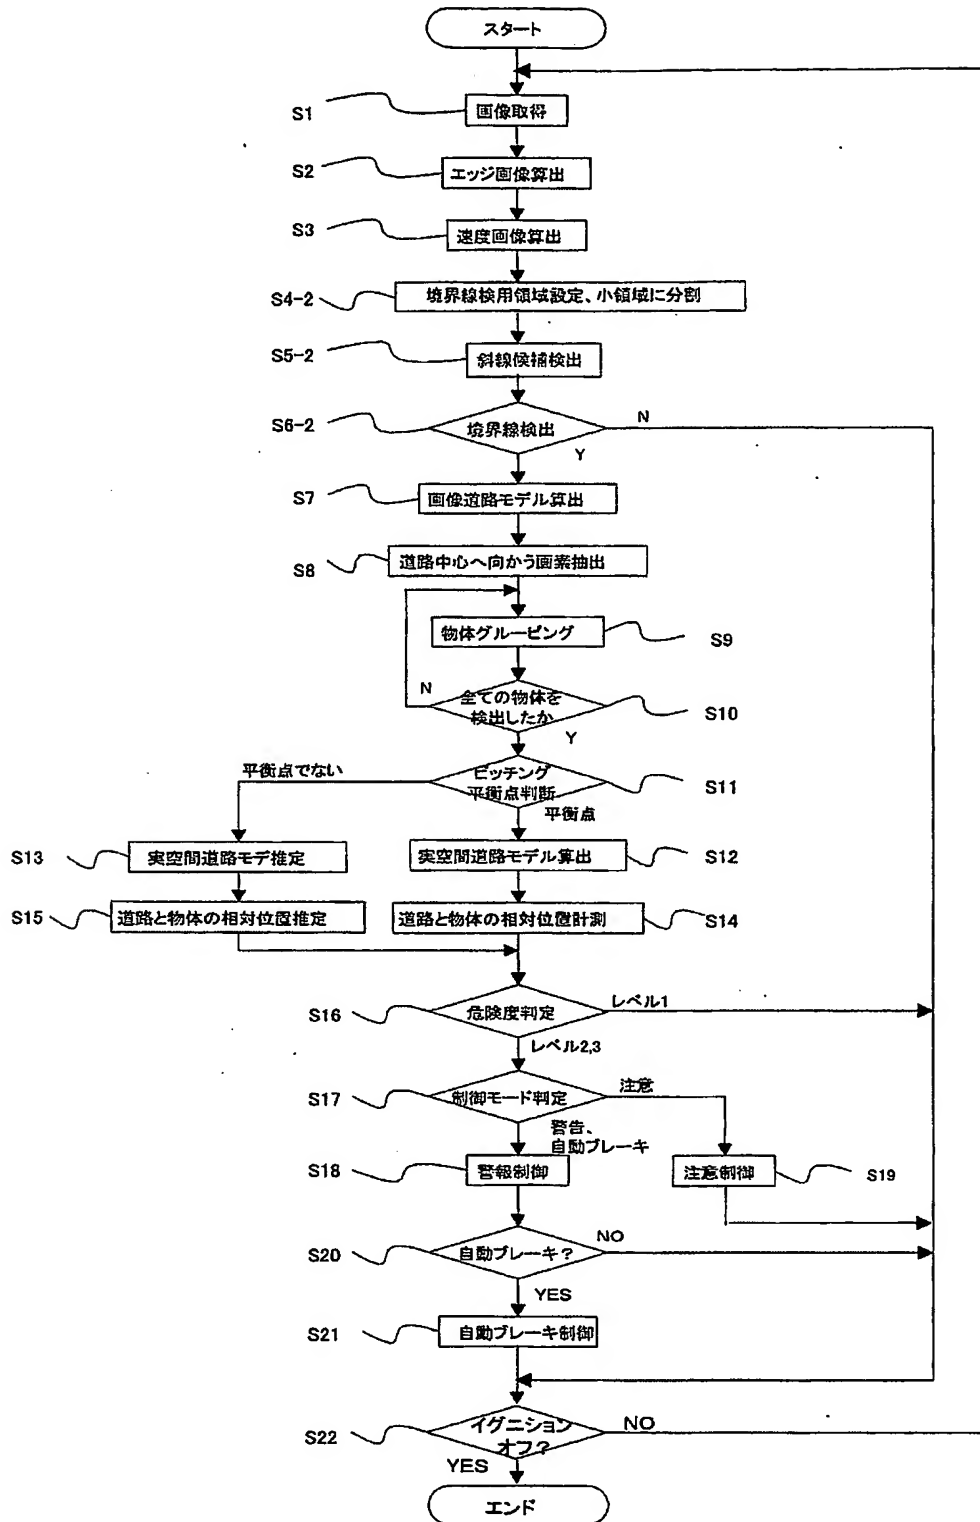 スタート
S1
画像取得
S2
エッジ画像算出
S3
速度画像算出
S4-2
境界線検用領域設定、小領域に分割
S5-2
斜線候補検出
S6-2
境界線検出
N
Y
S7
画像道路モデル算出
S8
道路中心へ向かう画素抽出
物体グルーピング
S9
N
全ての物体を
検出したか
S10
Y
平衡点でない
ピッチング
平衡点判断
S11
平衡点
S13
実空間道路モデ推定
実空間道路モデル算出
S12
S15
道路と物体の相対位置推定
道路と物体の相対位置計測
S14
S16
危険度判定
レベル1
レベル2,3
S17
制御モード判定
注意
警告、
自動ブレーキ
S18
警報制御
注意制御
S19
S20
自動ブレーキ?
NO
YES
S21
自動ブレーキ制御
S22
イグニション
オフ?
NO
YES
エンド